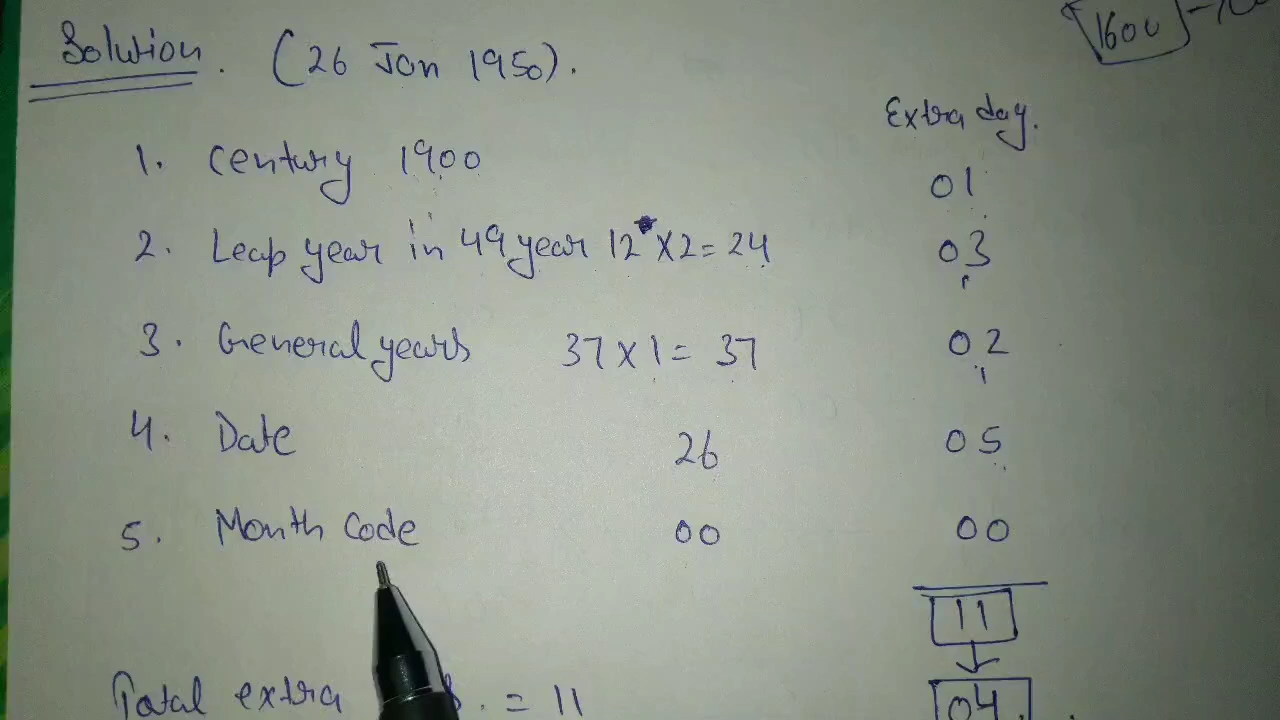 1600
Solution. (26 Jan 1950).
Extra day.
1. Century 1900 01
2. Leap year in 49 year 12 x 2 = 24 03
3. General years 37 x 1 = 37 02
4. Date 26 05
5. Month Code 00 00
11
Total extra = 11
04